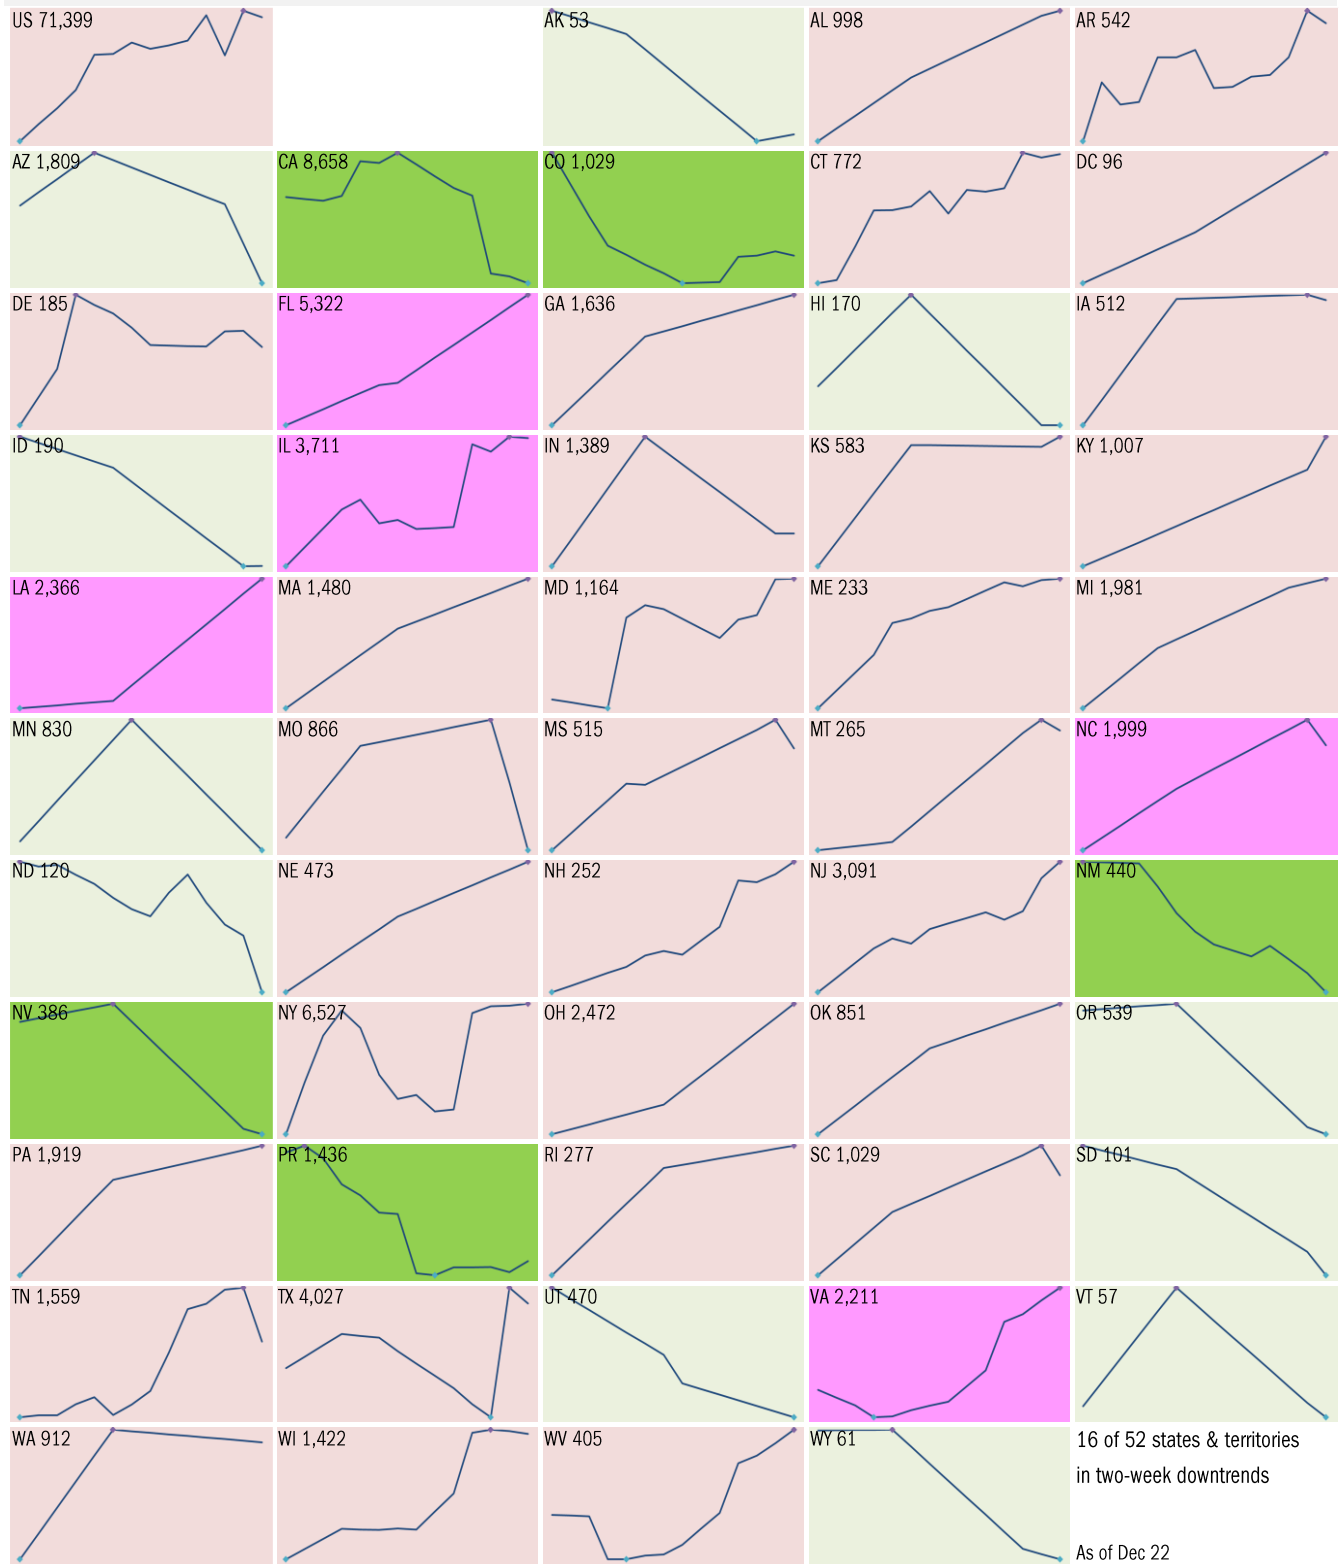 US 71,399
AK 53
AL 998
AR 542
AZ 1,809
CA 8,658
CO 1,029
CT 772
DC 96
DE 185
FL 5,322
GA 1,636
HI 170
IA 512
ID 190
IL 3,711
IN 1,389
KS 583
KY 1,007
LA 2,366
MA 1,480
MD 1,164
ME 233
MI 1,981
MN 830
MO 866
MS 515
MT 265
NC 1,999
ND 120
NE 473
NH 252
NJ 3,091
NM 440
NV 386
NY 6,527
OH 2,472
OK 851
OR 539
PA 1,919
PR 1,436
RI 277
SC 1,029
SD 101
TN 1,559
TX 4,027
UT 470
VA 2,211
VT 57
WA 912
WI 1,422
WV 405
WY 61
16 of 52 states & territories
in two-week downtrends
As of Dec 22